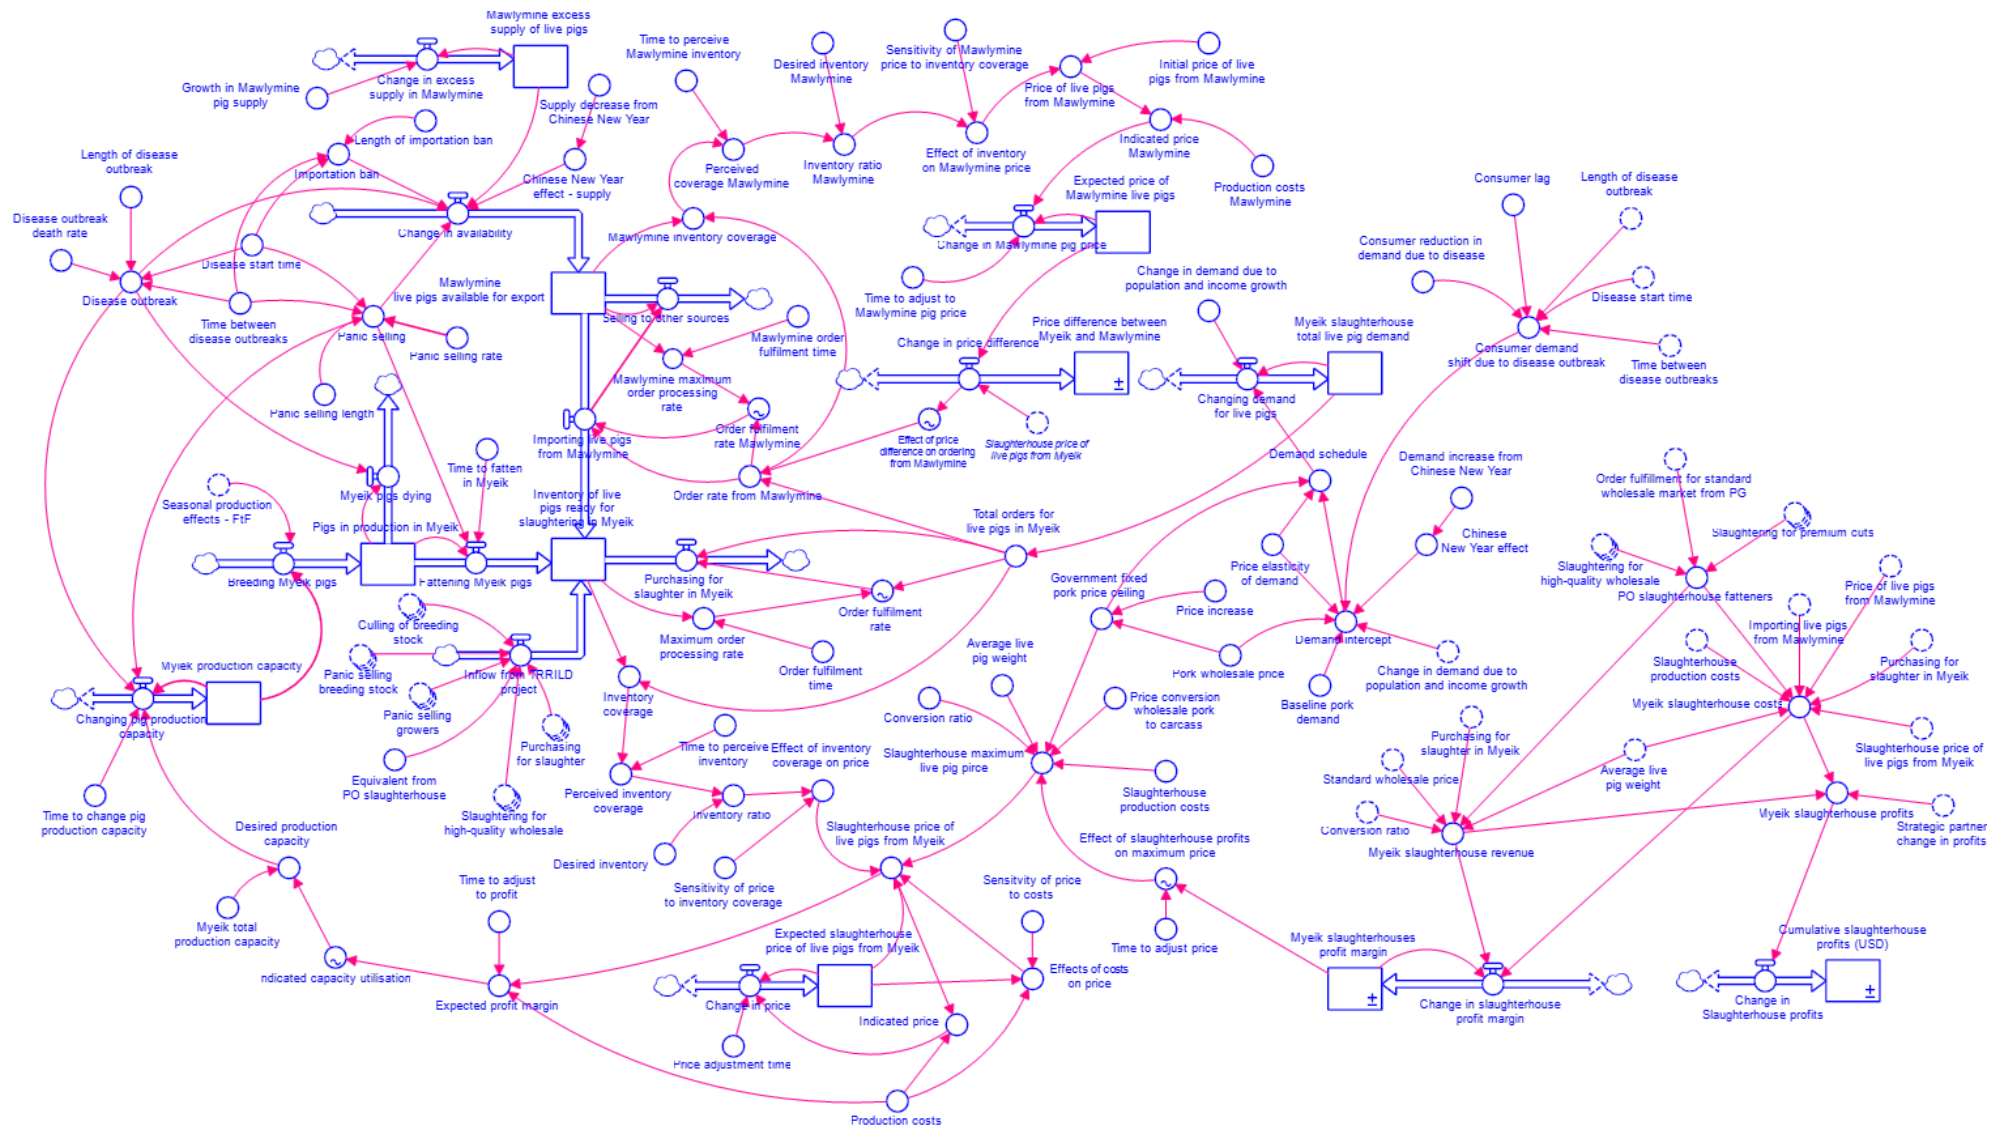 Mawlymine excess
supply of live pigs
Growth in Mawlymine
pig supply
Change in excess
supply in Mawlymine
Supply decrease from
Chinese New Year
Length of importation ban
Importation ban
Chinese New Year
effect - supply
Length of disease
outbreak
Disease outbreak
death rate
Disease outbreak
Disease start time
Time between
disease outbreaks
Change in availability
Panic selling
Panic selling rate
Panic selling length
Mawlymine
live pigs available for export
Time to perceive
Mawlymine inventory
Desired inventory
Mawlymine
Sensitivity of Mawlymine
price to inventory coverage
Price of live pigs
from Mawlymine
Initial price of live
pigs from Mawlymine
Perceived
coverage Mawlymine
Inventory ratio
Mawlymine
Effect of inventory
on Mawlymine price
Indicated price
Mawlymine
Production costs
Mawlymine
Mawlymine inventory coverage
Expected price of
Mawlymine live pigs
Change in Mawlymine pig price
Time to adjust to
Mawlymine pig price
Selling to other sources
Mawlymine order
fulfilment time
Mawlymine maximum
order processing
rate
Order fulfilment
rate Mawlymine
Importing live pigs
from Mawlymine
Order rate from Mawlymine
Change in price difference
Price difference between
Myeik and Mawlymine
±
Effect of price
difference on ordering
from Mawlymine
Slaughterhouse price of
live pigs from Myeik
Change in demand due to
population and income growth
Myeik slaughterhouse
total live pig demand
Changing demand
for live pigs
Consumer lag
Length of disease
outbreak
Consumer reduction in
demand due to disease
Disease start time
Consumer demand
shift due to disease outbreak
Time between
disease outbreaks
Demand schedule
Demand increase from
Chinese New Year
Chinese
New Year effect
Price elasticity
of demand
Demand intercept
Baseline pork
demand
Change in demand due to
population and income growth
Government fixed
pork price ceiling
Price increase
Pork wholesale price
Total orders for
live pigs in Myeik
Seasonal production
effects - FtF
Breeding Myeik pigs
Pigs in production in Myeik
Myeik pigs dying
Time to fatten
in Myeik
Fattening Myeik pigs
Inventory of live
pigs ready for
slaughtering in Myeik
Purchasing for
slaughter in Myeik
Order fulfilment
rate
Maximum order
processing rate
Order fulfilment
time
Culling of breeding
stock
Panic selling
breeding stock
Panic selling
growers
Inflow from TRRILD
project
Purchasing
for slaughter
Equivalent from
PO slaughterhouse
Slaughtering for
high-quality wholesale
Myiek production capacity
Changing pig production
capacity
Time to change pig
production capacity
Desired production
capacity
Myeik total
production capacity
ndicated capacity utilisation
Inventory
coverage
Time to perceive
inventory
Perceived inventory
coverage
Inventory ratio
Desired inventory
Effect of inventory
coverage on price
Sensitivity of price
to inventory coverage
Average live
pig weight
Conversion ratio
Price conversion
wholesale pork
to carcass
Slaughterhouse maximum
live pig pirce
Slaughterhouse
production costs
Slaughterhouse price of
live pigs from Myeik
Effect of slaughterhouse profits
on maximum price
Time to adjust price
Time to adjust
to profit
Expected profit margin
Expected slaughterhouse
price of live pigs from Myeik
Change in price
Price adjustment time
Indicated price
Sensitvity of price
to costs
Effects of costs
on price
Production costs
Order fulfillment for standard
wholesale market from PG
Slaughtering for premium cuts
Slaughtering for
high-quality wholesale
PO slaughterhouse fatteners
Price of live pigs
from Mawlymine
Importing live pigs
from Mawlymine
Slaughterhouse
production costs
Purchasing for
slaughter in Myeik
Myeik slaughterhouse costs
Slaughterhouse price of
live pigs from Myeik
Purchasing for
slaughter in Myeik
Standard wholesale price
Average live
pig weight
Conversion ratio
Myeik slaughterhouse revenue
Myeik slaughterhouse profits
Strategic partner
change in profits
Myeik slaughterhouses
profit margin
±
Change in slaughterhouse
profit margin
Cumulative slaughterhouse
profits (USD)
±
Change in
Slaughterhouse profits